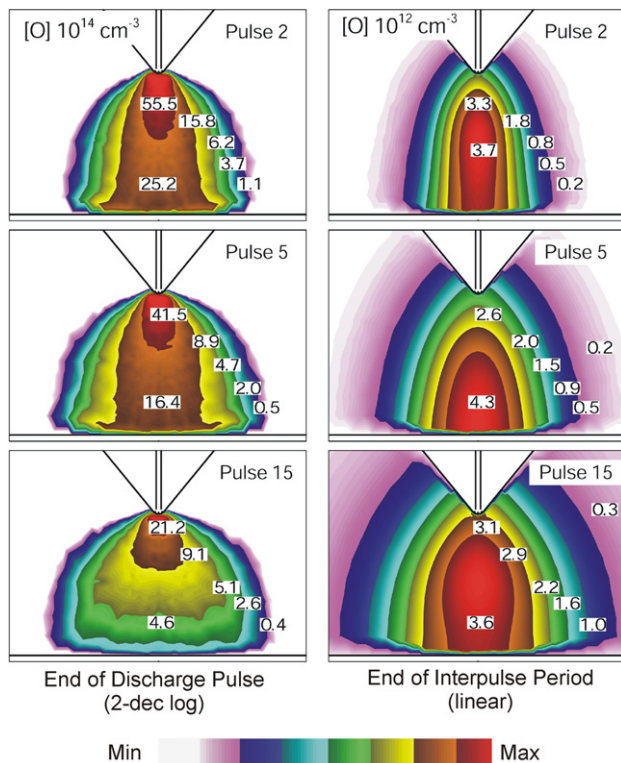 [O] 10¹⁴ cm⁻³
Pulse 2
55.5
15.8
6.2
3.7
1.1
25.2
[O] 10¹² cm⁻³
Pulse 2
3.3
1.8
0.8
3.7
0.5
0.2
Pulse 5
41.5
8.9
4.7
2.0
16.4
0.5
Pulse 5
2.6
2.0
0.2
1.5
0.9
4.3
0.5
Pulse 15
21.2
9.1
5.1
2.6
4.6
0.4
Pulse 15
0.3
3.1
2.9
2.2
1.6
3.6
1.0
End of Discharge Pulse
(2-dec log)
End of Interpulse Period
(linear)
Min
Max